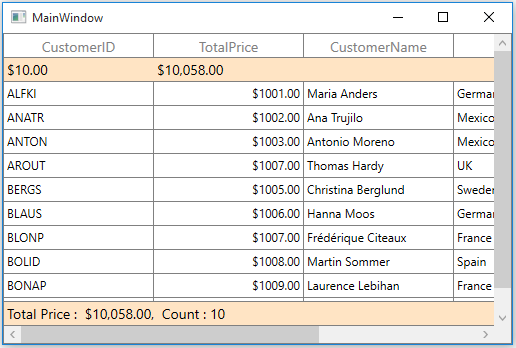 MainWindow
CustomerID TotalPrice CustomerName
$10.00 $10,058.00
ALFKI $1001.00 Maria Anders German
ANATR $1002.00 Ana Trujilo Mexico
ANTON $1003.00 Antonio Moreno Mexico
AROUT $1007.00 Thomas Hardy UK
BERGS $1005.00 Christina Berglund Sweden
BLAUS $1006.00 Hanna Moos German
BLONP $1007.00 Frédérique Citeaux France
BOLID $1008.00 Martin Sommer Spain
BONAP $1009.00 Laurence Lebihan France
Total Price : $10,058.00, Count : 10